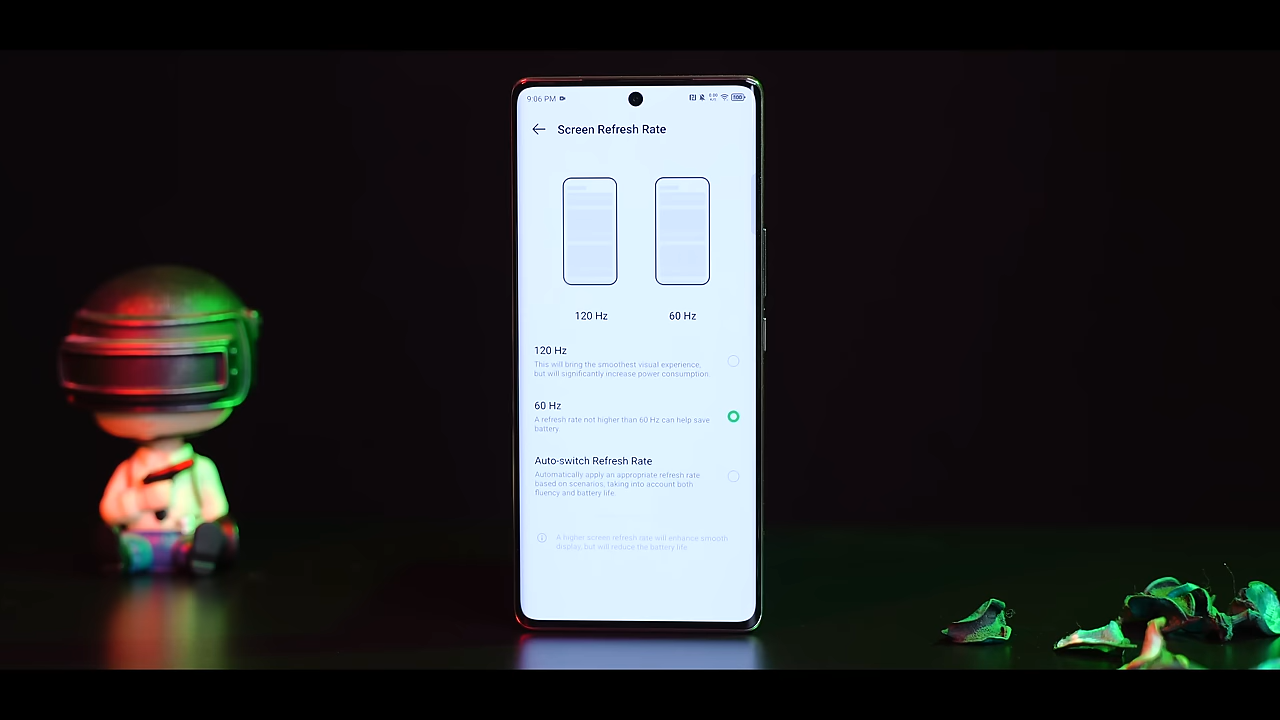 9:06 PM
Screen Refresh Rate
120 Hz
60 Hz
120 Hz
This will bring the smoothest visual experience,
but will significantly increase power consumption.
60 Hz
A refresh rate not higher than 60 Hz can help save
battery.
Auto-switch Refresh Rate
Automatically apply an appropriate refresh rate
based on scenarios, taking into account both
fluency and battery life.
A higher screen refresh rate will enhance smooth
display, but will reduce the battery life.